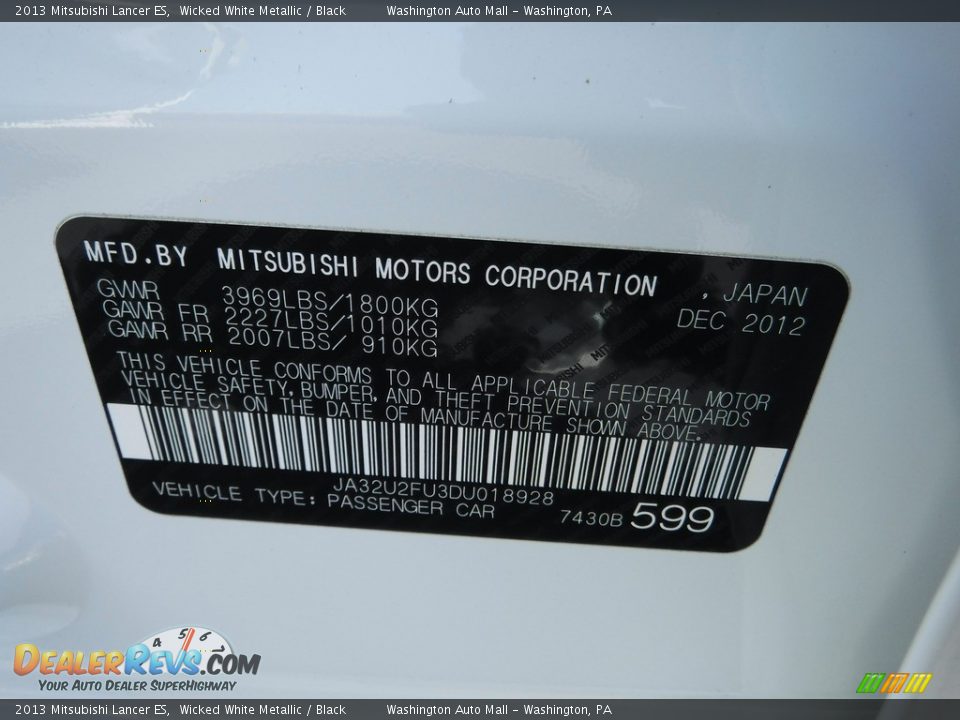 2013 Mitsubishi Lancer ES, Wicked White Metallic / Black Washington Auto Mall - Washington, PA
MFD.BY MITSUBISHI MOTORS CORPORATION , JAPAN
GVWR 3969LBS/1800KG DEC 2012
GAWR FR 2227LBS/1010KG
GAWR RR 2007LBS/ 910KG
THIS VEHICLE CONFORMS TO ALL APPLICABLE FEDERAL MOTOR
VEHICLE SAFETY,BUMPER,AND THEFT PREVENTION STANDARDS
IN EFFECT ON THE DATE OF MANUFACTURE SHOWN ABOVE.
JA32U2FU3DU018928
VEHICLE TYPE: PASSENGER CAR 7430B 599
4 5 6 7
DEALERREVS.COM
YOUR AUTO DEALER SUPERHIGHWAY
2013 Mitsubishi Lancer ES, Wicked White Metallic / Black Washington Auto Mall - Washington, PA